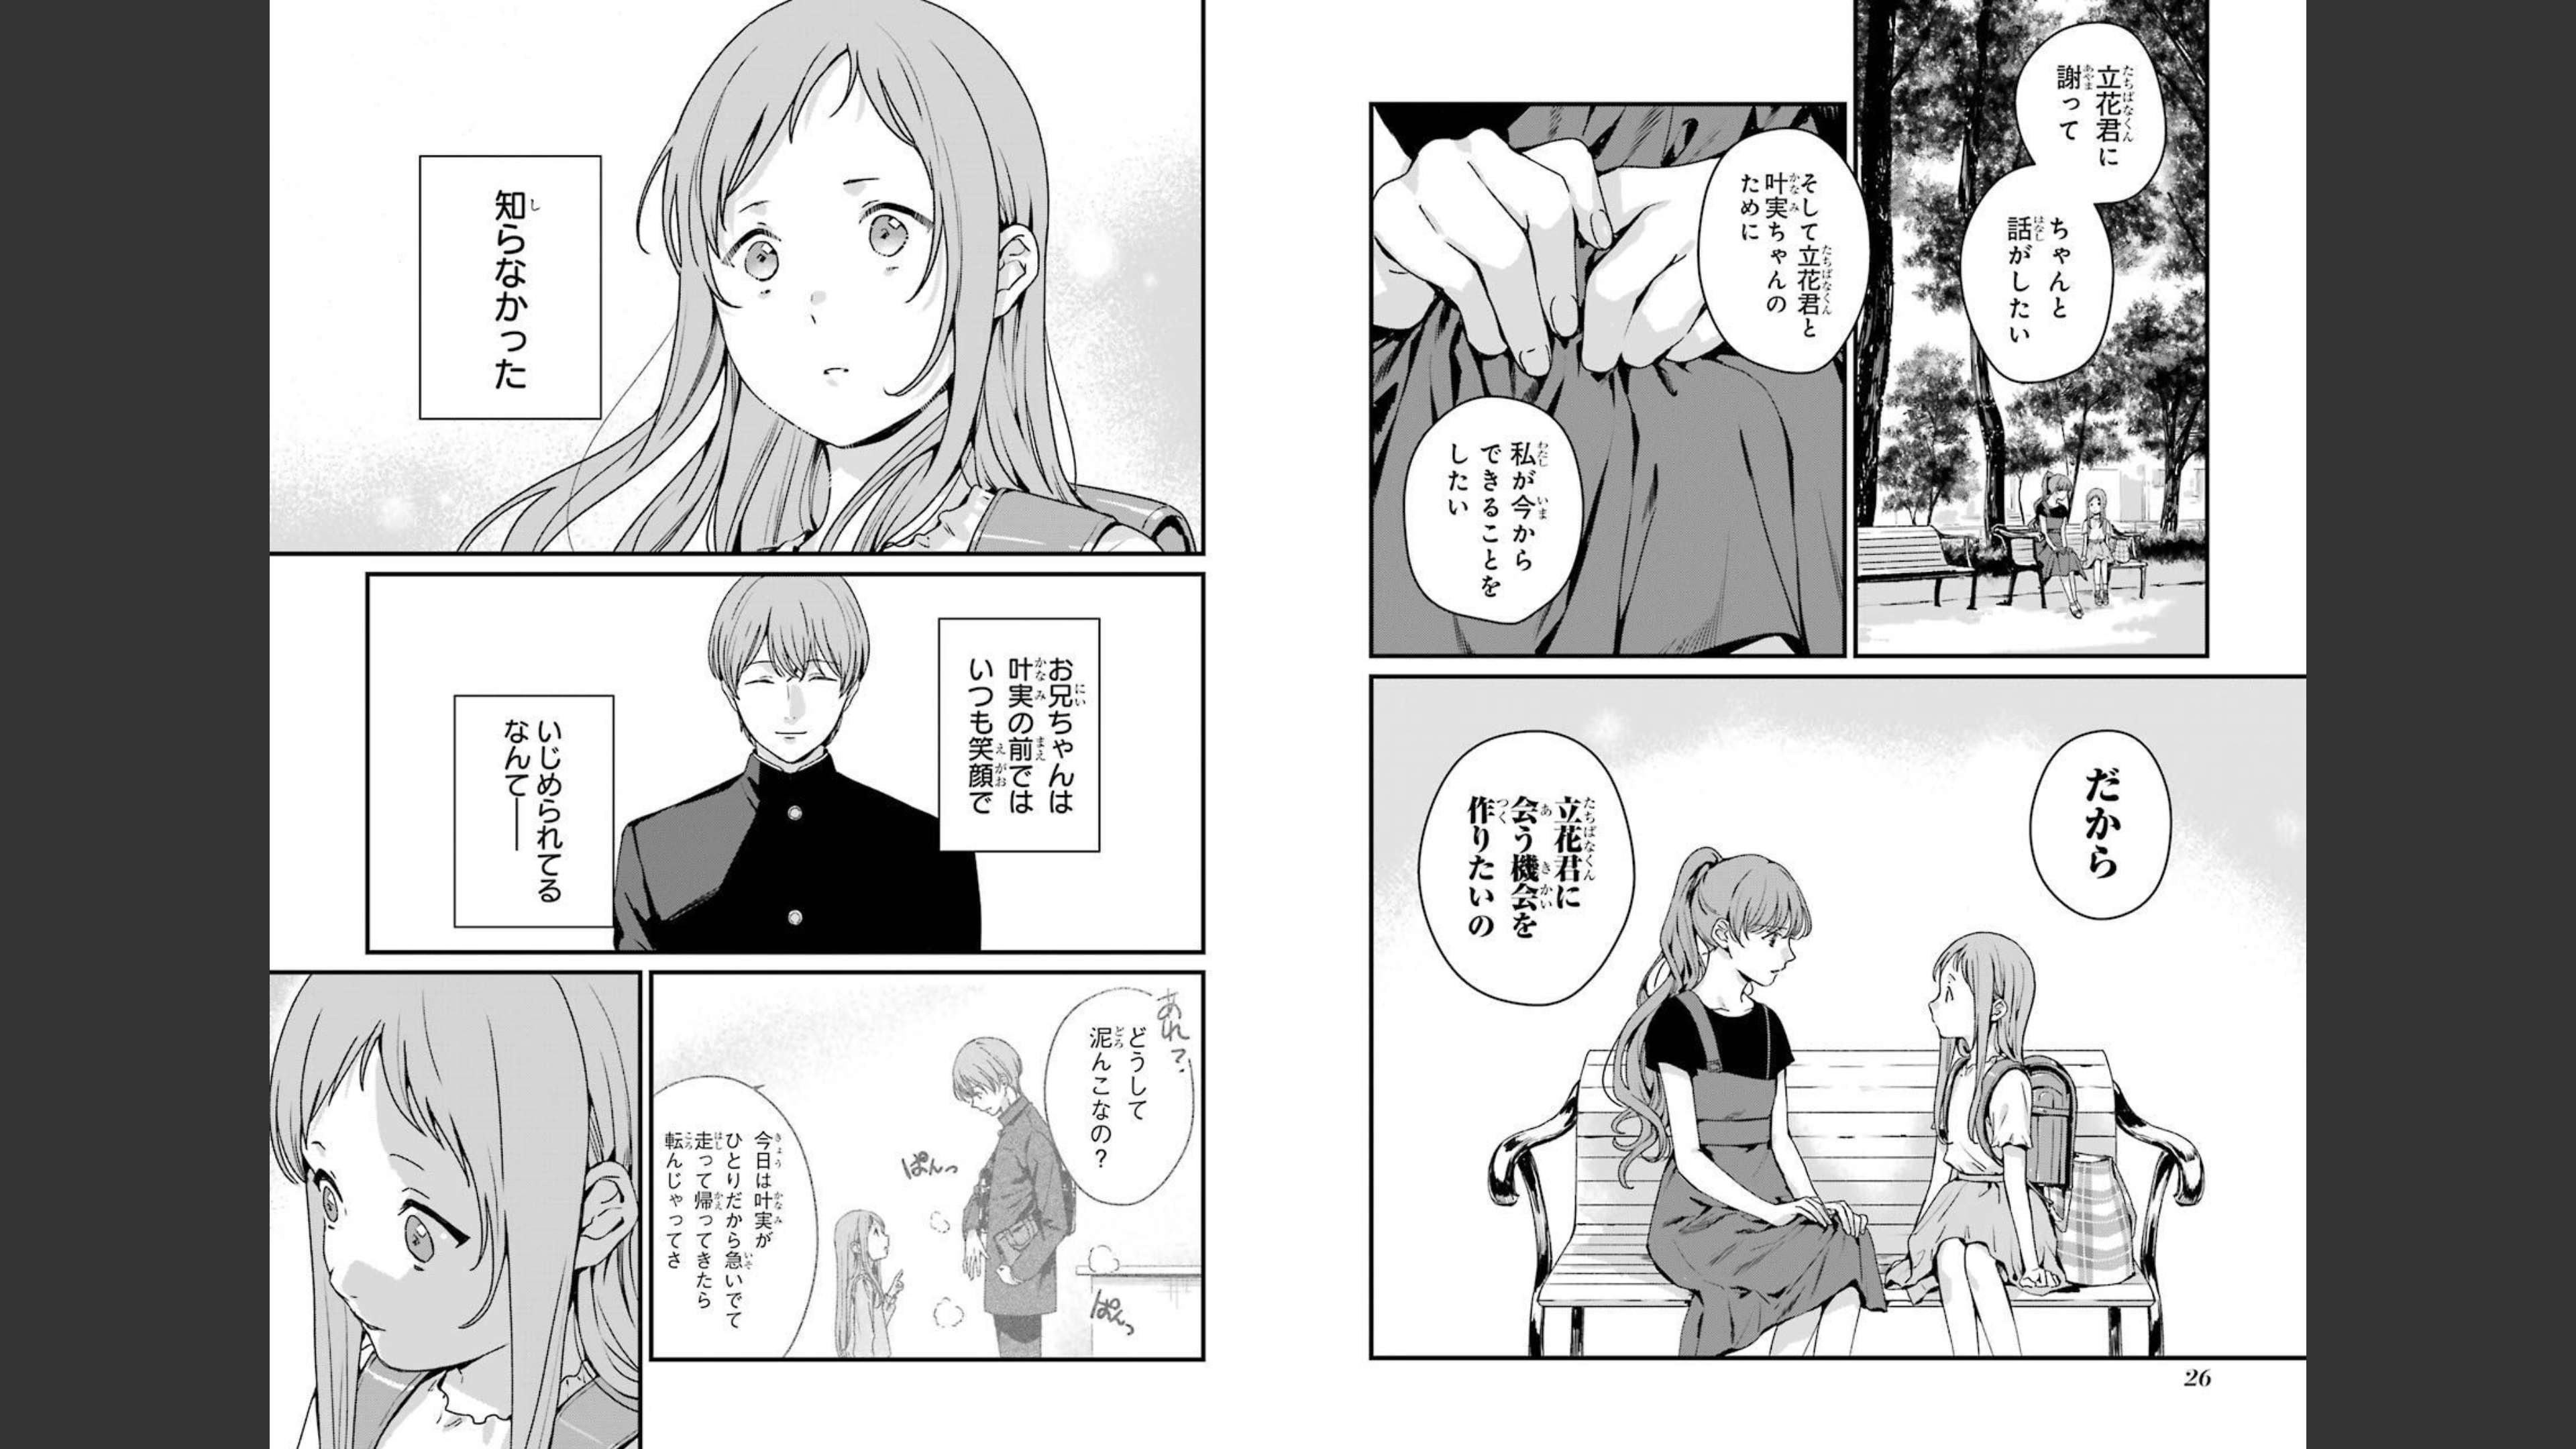 立花君に
謝って
ちゃんと
話がしたい
そして立花君と
叶実ちゃんの
ために
私が今から
できることを
したい
だから
立花君に
会う機会を
作りたいの
26
知らなかった
お兄ちゃんは
叶実の前では
いつも笑顔で
いじめられてる
なんて――
あれ?
どうして
泥んこなの?
ぱんっ
ぱんっ
今日は叶実が
ひとりだから急いでて
走って帰ってきたら
転んじゃってさ